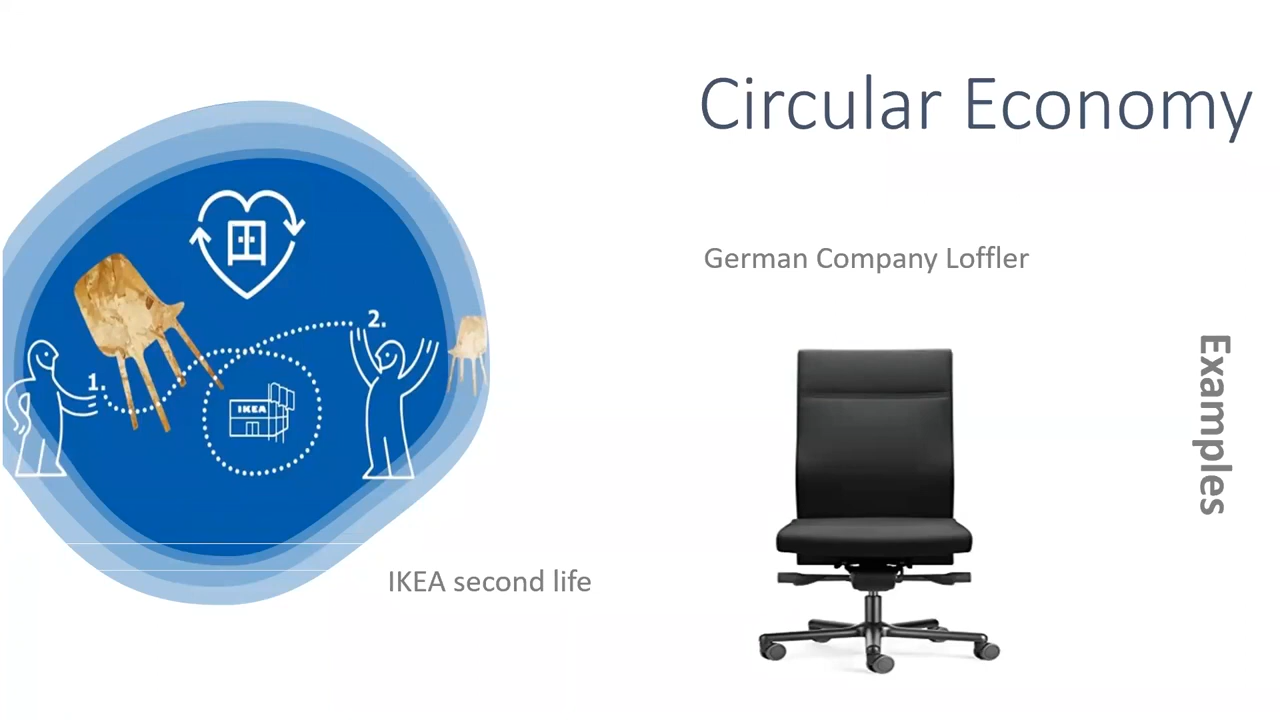 Circular Economy
German Company Loffler
Examples
2.
1.
IKEA
IKEA second life